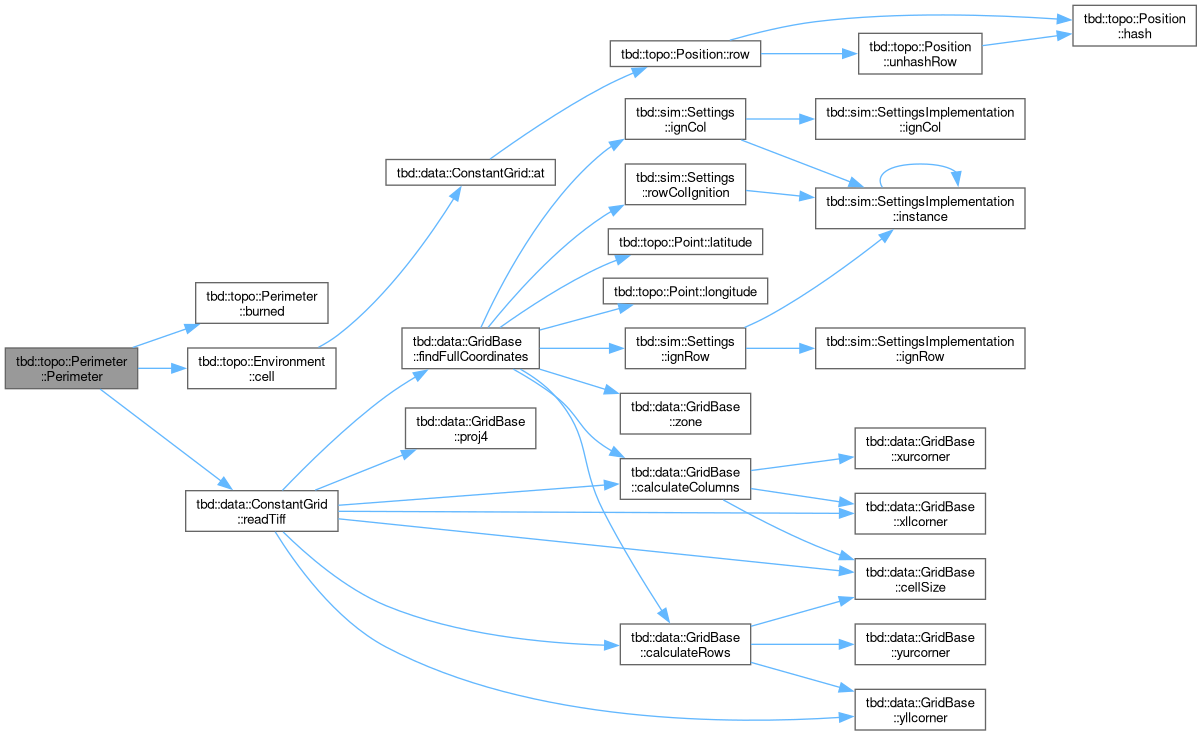 tbd::topo::Perimeter
::Perimeter
tbd::topo::Perimeter
::burned
tbd::topo::Environment
::cell
tbd::data::ConstantGrid
::readTiff
tbd::data::ConstantGrid::at
tbd::data::GridBase
::findFullCoordinates
tbd::data::GridBase
::proj4
tbd::topo::Position::row
tbd::sim::Settings
::ignCol
tbd::sim::Settings
::rowColIgnition
tbd::topo::Point::latitude
tbd::topo::Point::longitude
tbd::sim::Settings
::ignRow
tbd::data::GridBase
::zone
tbd::data::GridBase
::calculateColumns
tbd::data::GridBase
::calculateRows
tbd::topo::Position
::unhashRow
tbd::sim::SettingsImplementation
::ignCol
tbd::sim::SettingsImplementation
::instance
tbd::sim::SettingsImplementation
::ignRow
tbd::data::GridBase
::xurcorner
tbd::data::GridBase
::xllcorner
tbd::data::GridBase
::cellSize
tbd::data::GridBase
::yurcorner
tbd::data::GridBase
::yllcorner
tbd::topo::Position
::hash